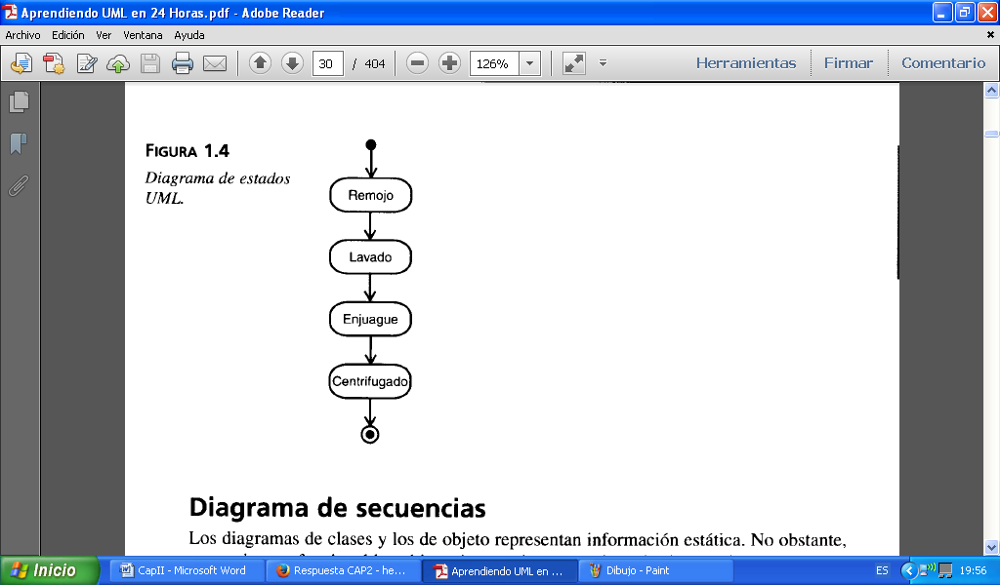 Aprendiendo UML en 24 Horas.pdf - Adobe Reader
Archivo Edición Ver Ventana Ayuda
30 / 404 126% Herramientas Firmar Comentario
FIGURA 1.4
Diagrama de estados
UML.
Remojo
Lavado
Enjuague
Centrifugado
Diagrama de secuencias
Los diagramas de clases y los de objeto representan información estática. No obstante,
Inicio CapII - Microsoft Word Respuesta CAP2 - he... Aprendiendo UML en ... Dibujo - Paint ES 19:56